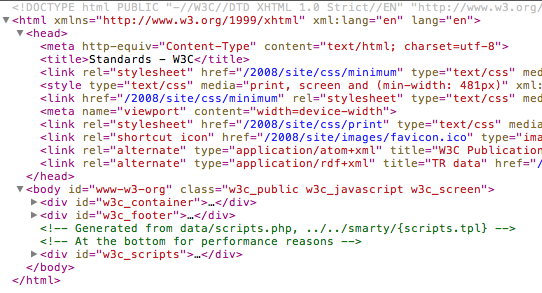 <!DOCTYPE html PUBLIC "-//W3C//DTD XHTML 1.0 Strict//EN" "http://www.w3.org/
▼<html xmlns="http://www.w3.org/1999/xhtml" xml:lang="en" lang="en">
▼<head>
<meta http-equiv="Content-Type" content="text/html; charset=utf-8">
<title>Standards - W3C</title>
<link rel="stylesheet" href="/2008/site/css/minimum" type="text/css" med
<style type="text/css" media="print, screen and (min-width: 481px)" xml:
<link href="/2008/site/css/minimum" rel="stylesheet" type="text/css" med
<meta name="viewport" content="width=device-width">
<link rel="stylesheet" href="/2008/site/css/print" type="text/css" media
<link rel="shortcut icon" href="/2008/site/images/favicon.ico" type="ima
<link rel="alternate" type="application/atom+xml" title="W3C Publication
<link rel="alternate" type="application/rdf+xml" title="TR data" href="/
</head>
▼<body id="www-w3-org" class="w3c_public w3c_javascript w3c_screen">
▶<div id="w3c_container">…</div>
▶<div id="w3c_footer">…</div>
<!-- Generated from data/scripts.php, ../../smarty/{scripts.tpl} -->
<!-- At the bottom for performance reasons -->
▶<div id="w3c_scripts">…</div>
</body>
</html>